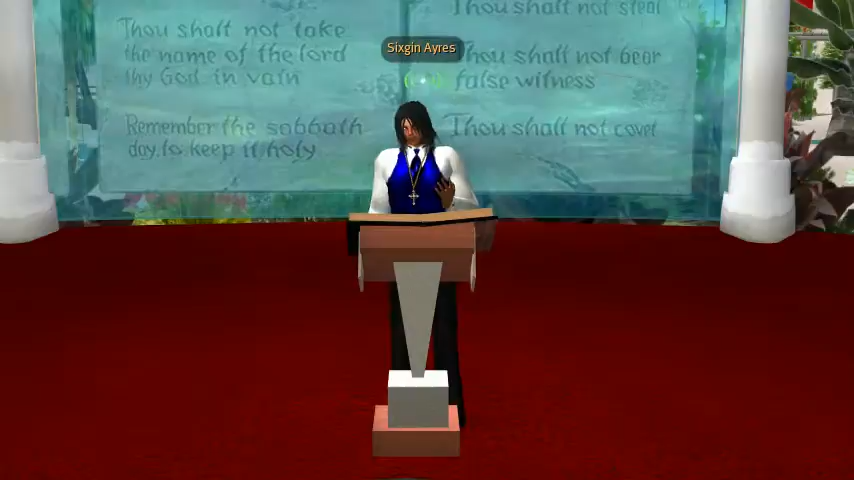 Thou shalt not steal
Thou shalt not take
the name of the lord
thy God in vain
Sixgin Ayres
Thou shalt not bear
false witness
Remember the sabbath
day,to keep it holy
Thou shalt not covet